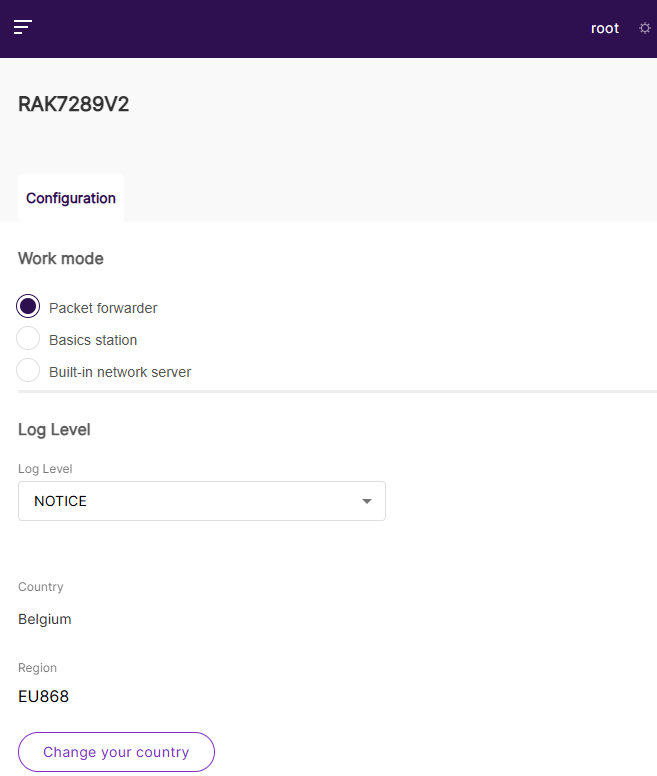 root
RAK7289V2
Configuration
Work mode
Packet forwarder
Basics station
Built-in network server
Log Level
Log Level
NOTICE
Country
Belgium
Region
EU868
Change your country